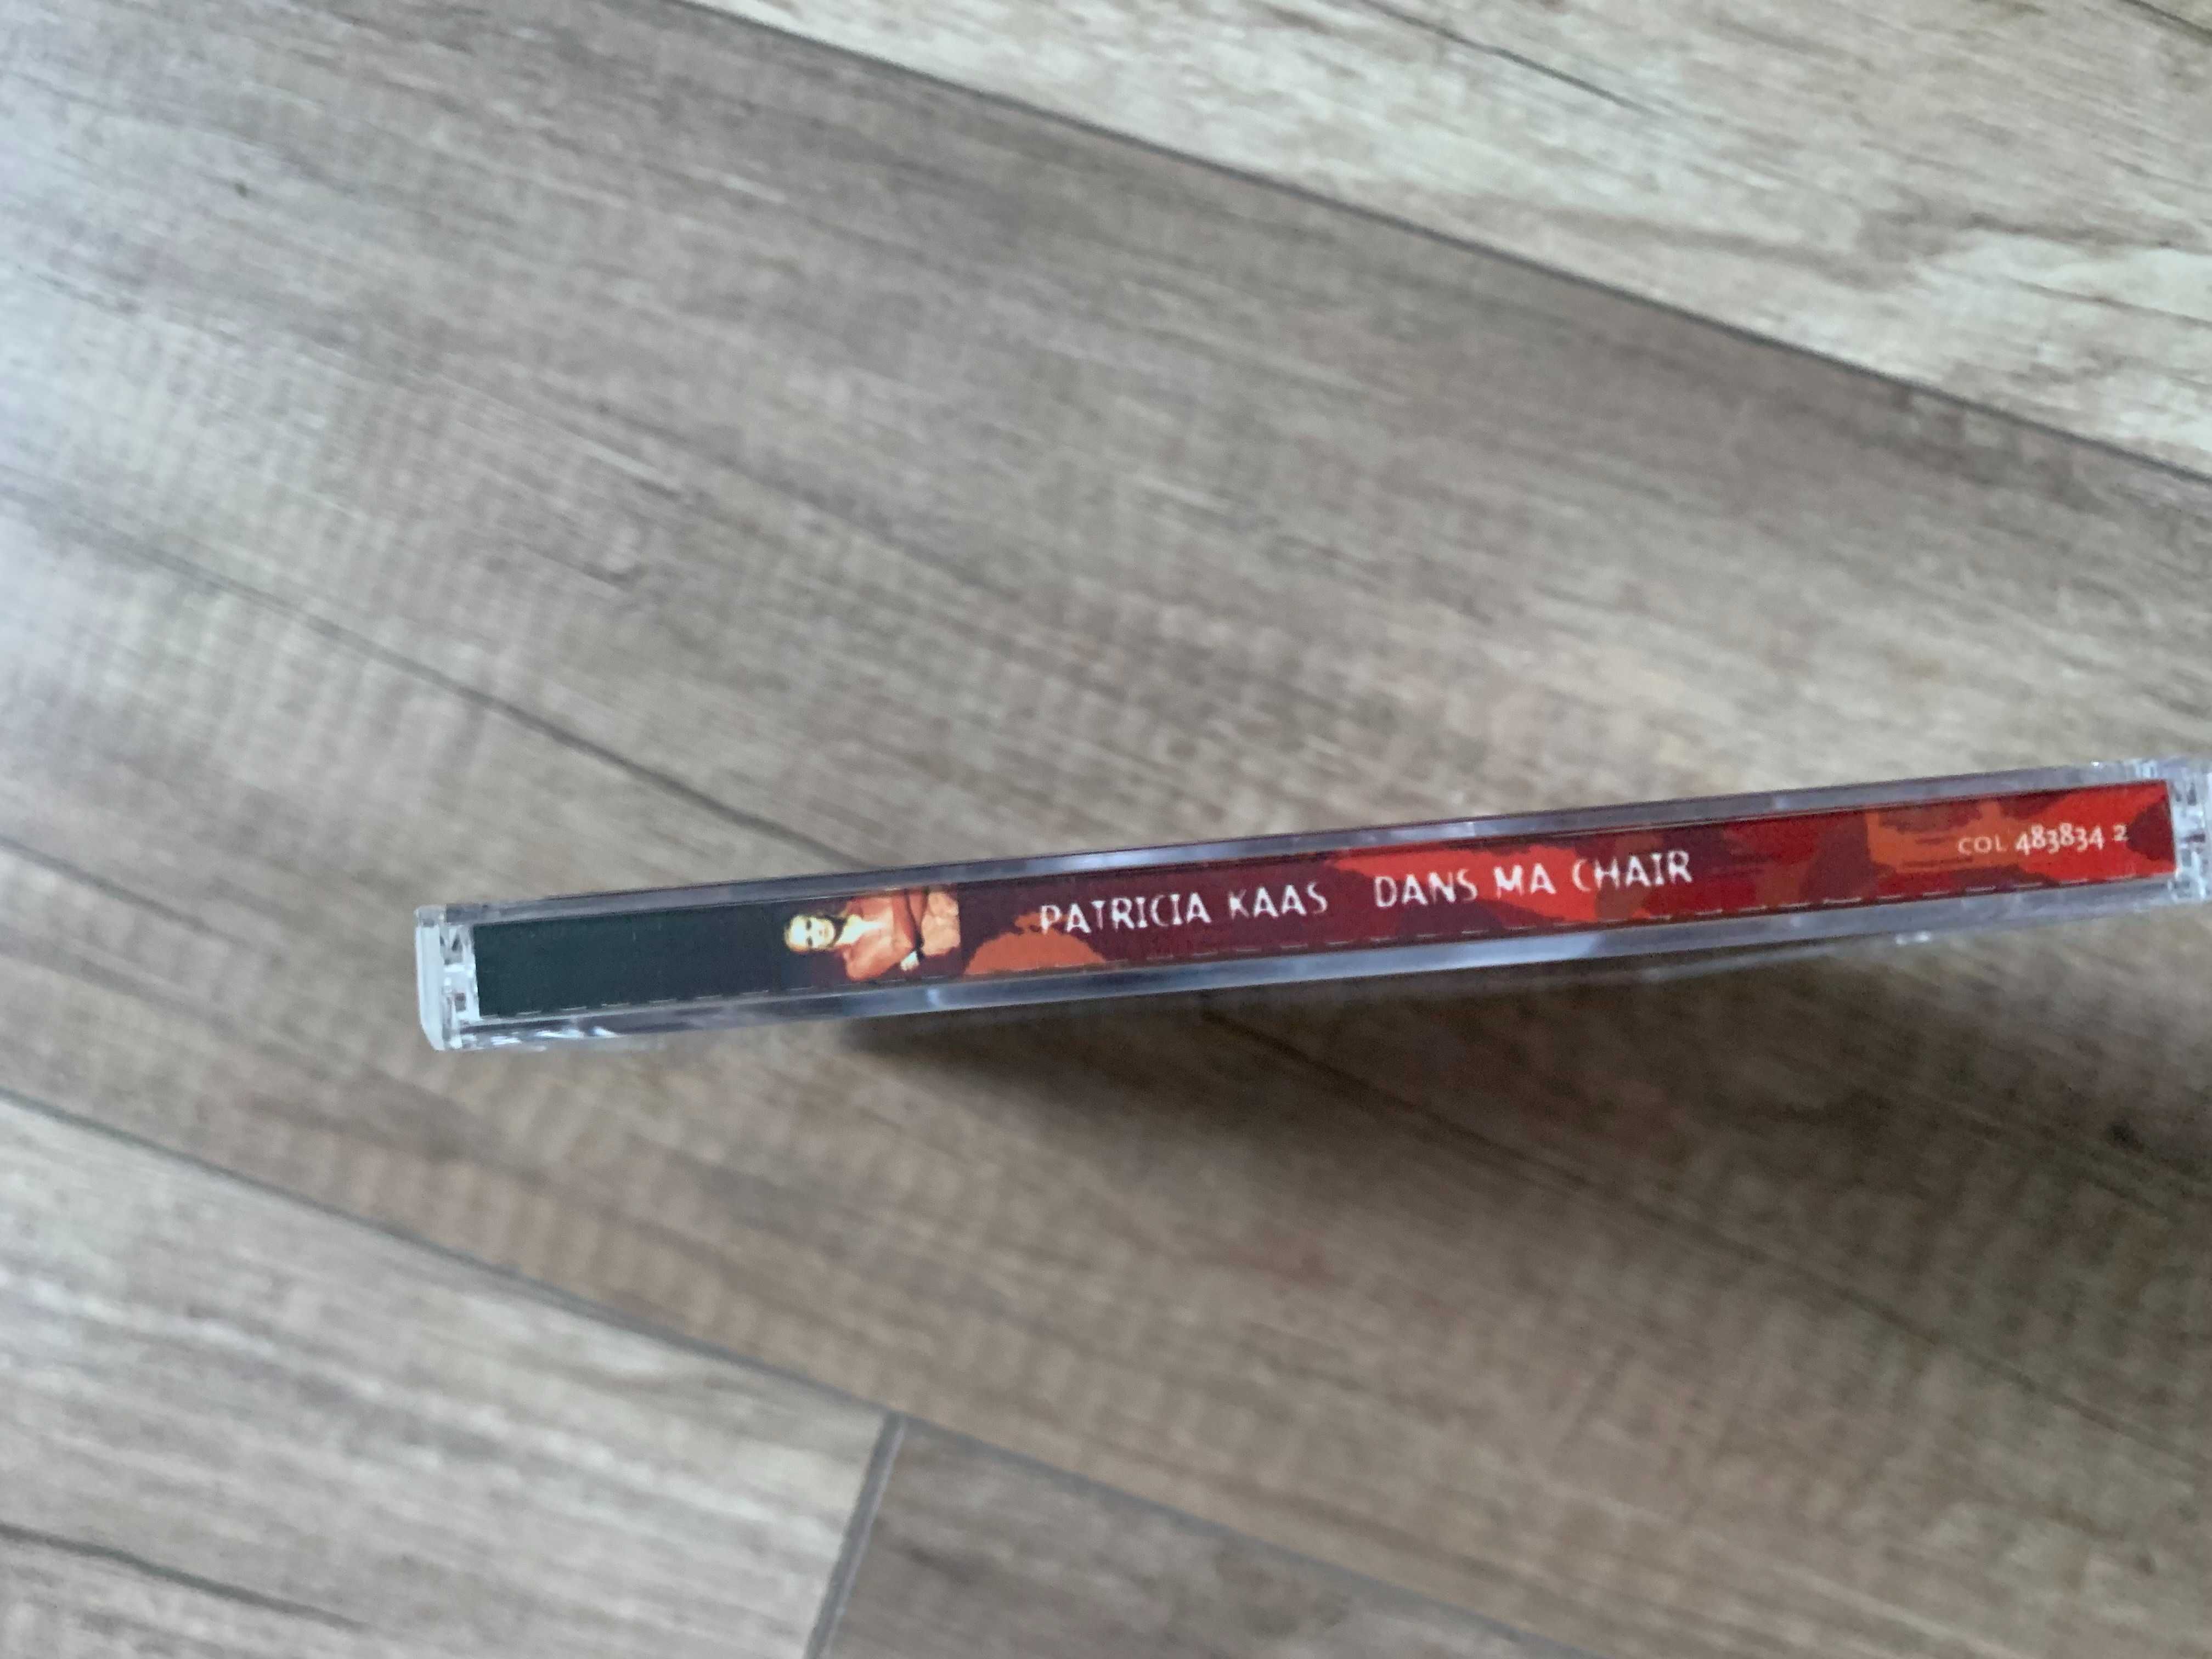 PATRICIA KAAS DANS MA CHAIR COL 483834 2